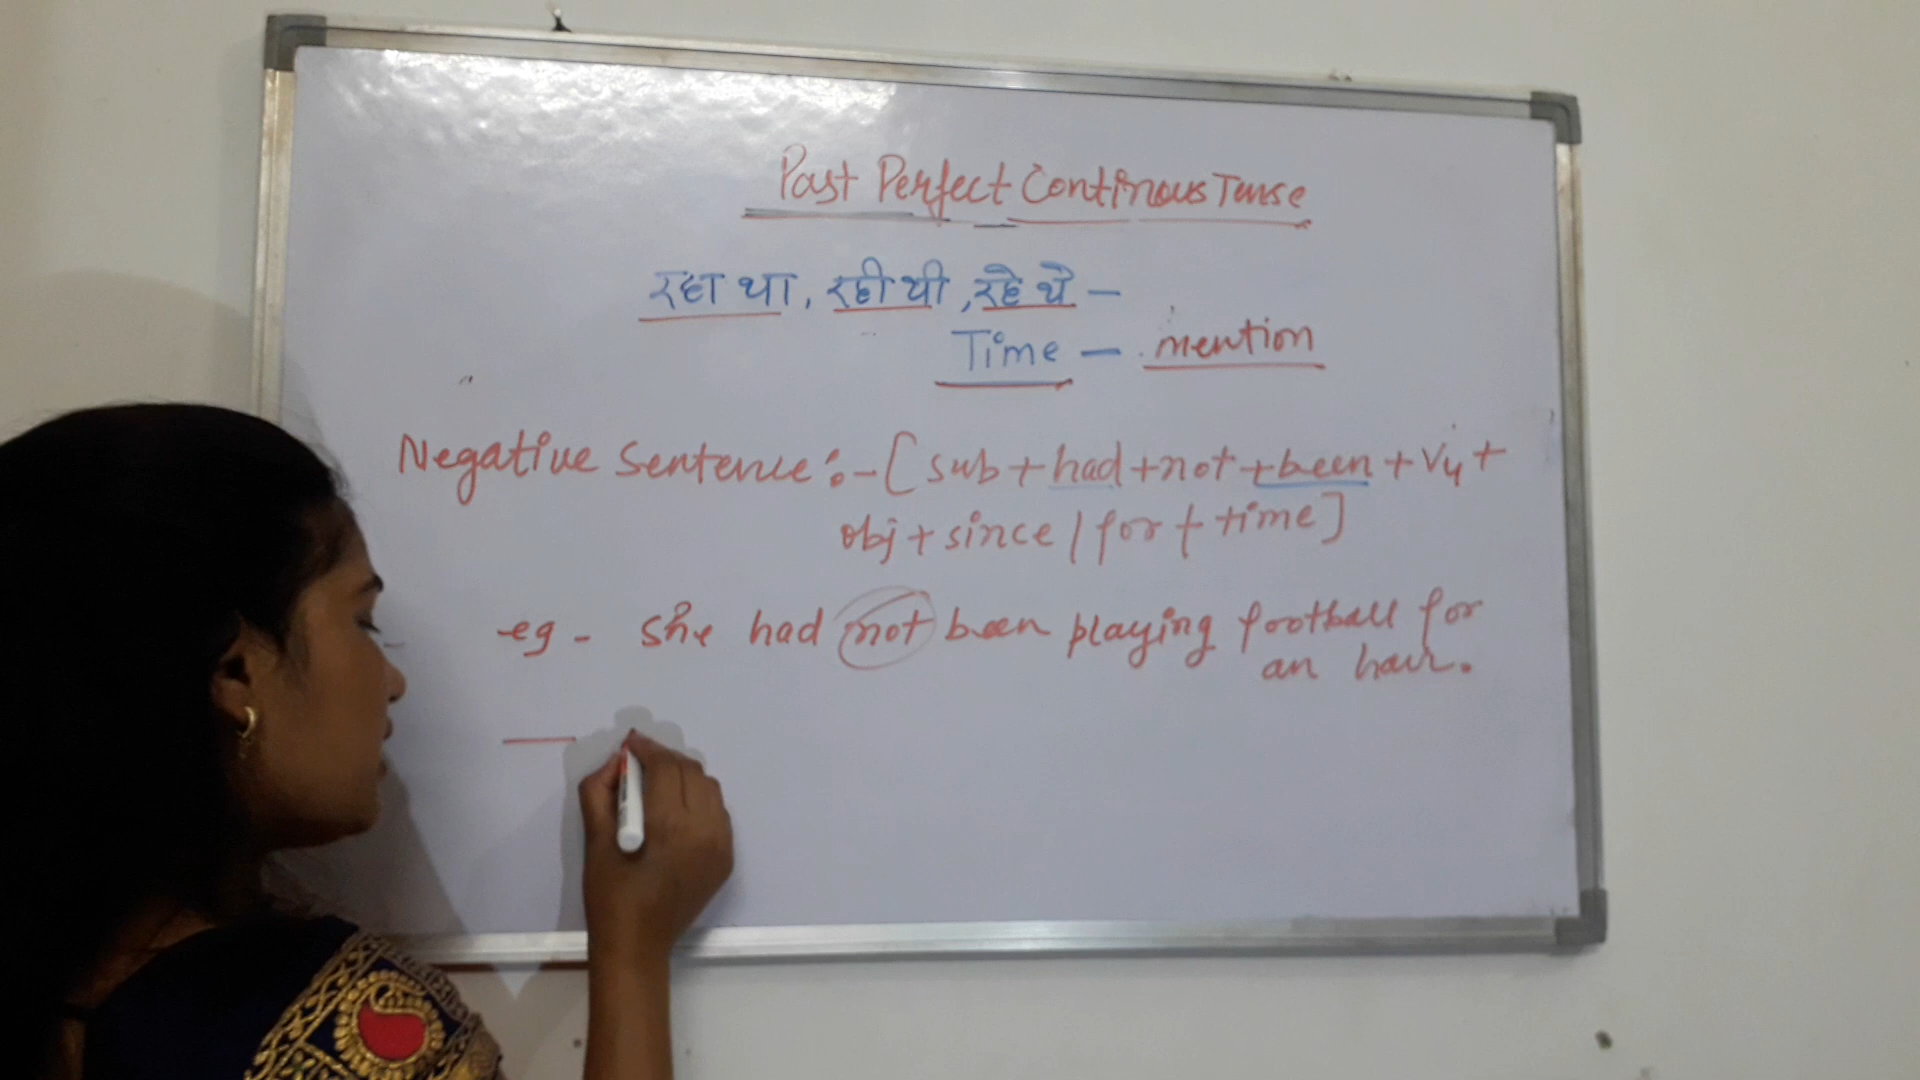 Past Perfect Continous Tense
रहा था, रही थी, रहे थे –
Time – mention
Negative Sentence :- [sub + had + not + been + V4 +
obj + since / for + time]
eg - She had not been playing football for
an hour.